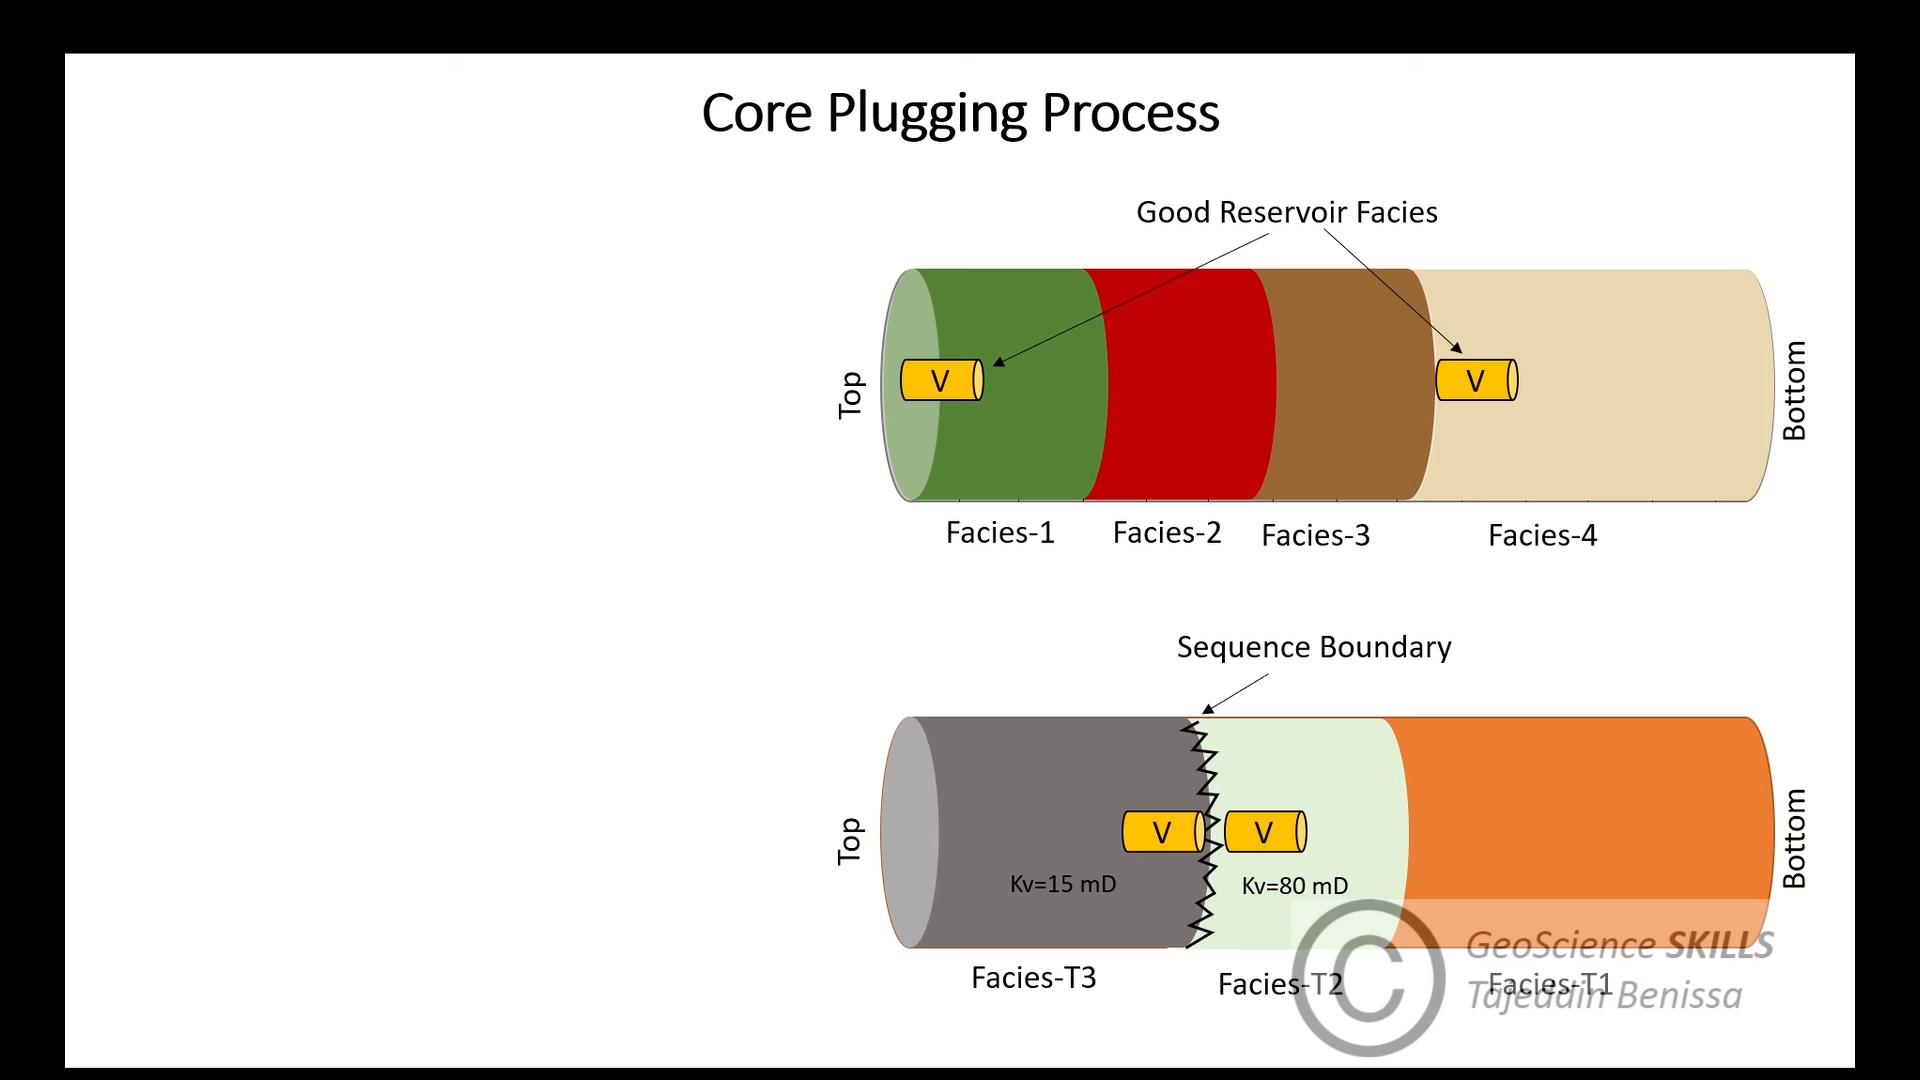 Core Plugging Process
Good Reservoir Facies
Top
V
V
Bottom
Facies-1
Facies-2
Facies-3
Facies-4
Sequence Boundary
Top
V
V
Bottom
Kv=15 mD
Kv=80 mD
Facies-T3
Facies-T2
Facies-T1
©
GeoScience SKILLS
Tajeddin Benissa